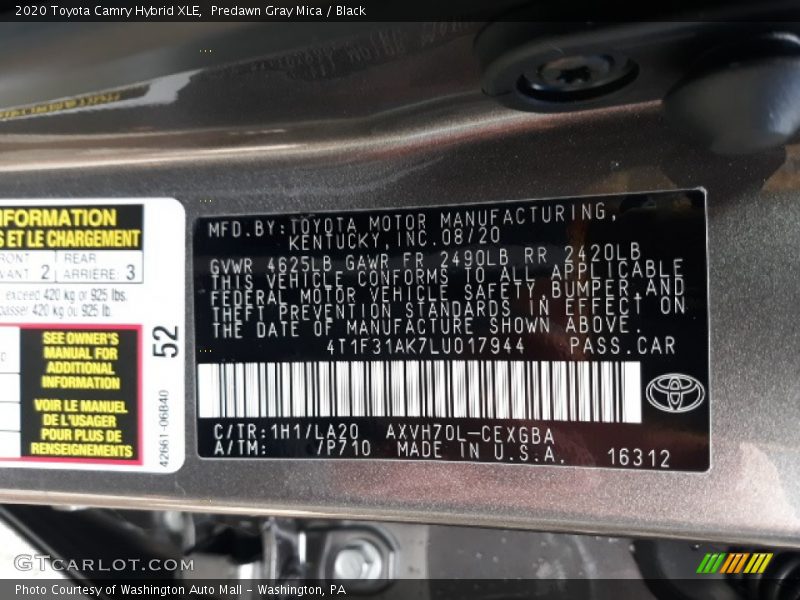 2020 Toyota Camry Hybrid XLE,  Predawn Gray Mica / Black
NFORMATION
S ET LE CHARGEMENT
RONT
VANT: 2
REAR
ARRIÈRE: 3
exceed 420 kg or 925 lbs.
passer 420 kg ou 925 lb.
SEE OWNER'S
MANUAL FOR
ADDITIONAL
INFORMATION
VOIR LE MANUEL
DE L'USAGER
POUR PLUS DE
RENSEIGNEMENTS
52
42661-06840
MFD.BY:TOYOTA MOTOR MANUFACTURING,
KENTUCKY,INC.08/20
GVWR 4625LB GAWR FR 2490LB RR 2420LB
THIS VEHICLE CONFORMS TO ALL APPLICABLE
FEDERAL MOTOR VEHICLE SAFETY,BUMPER,AND
THEFT PREVENTION STANDARDS IN EFFECT ON
THE DATE OF MANUFACTURE SHOWN ABOVE.
4T1F31AK7LU017944 PASS.CAR
C/TR:1H1/LA20 AXVH70L-CEXGBA
A/TM: 7P710 MADE IN U.S.A. 16312
GTCARLOT.COM
Photo Courtesy of Washington Auto Mall - Washington, PA